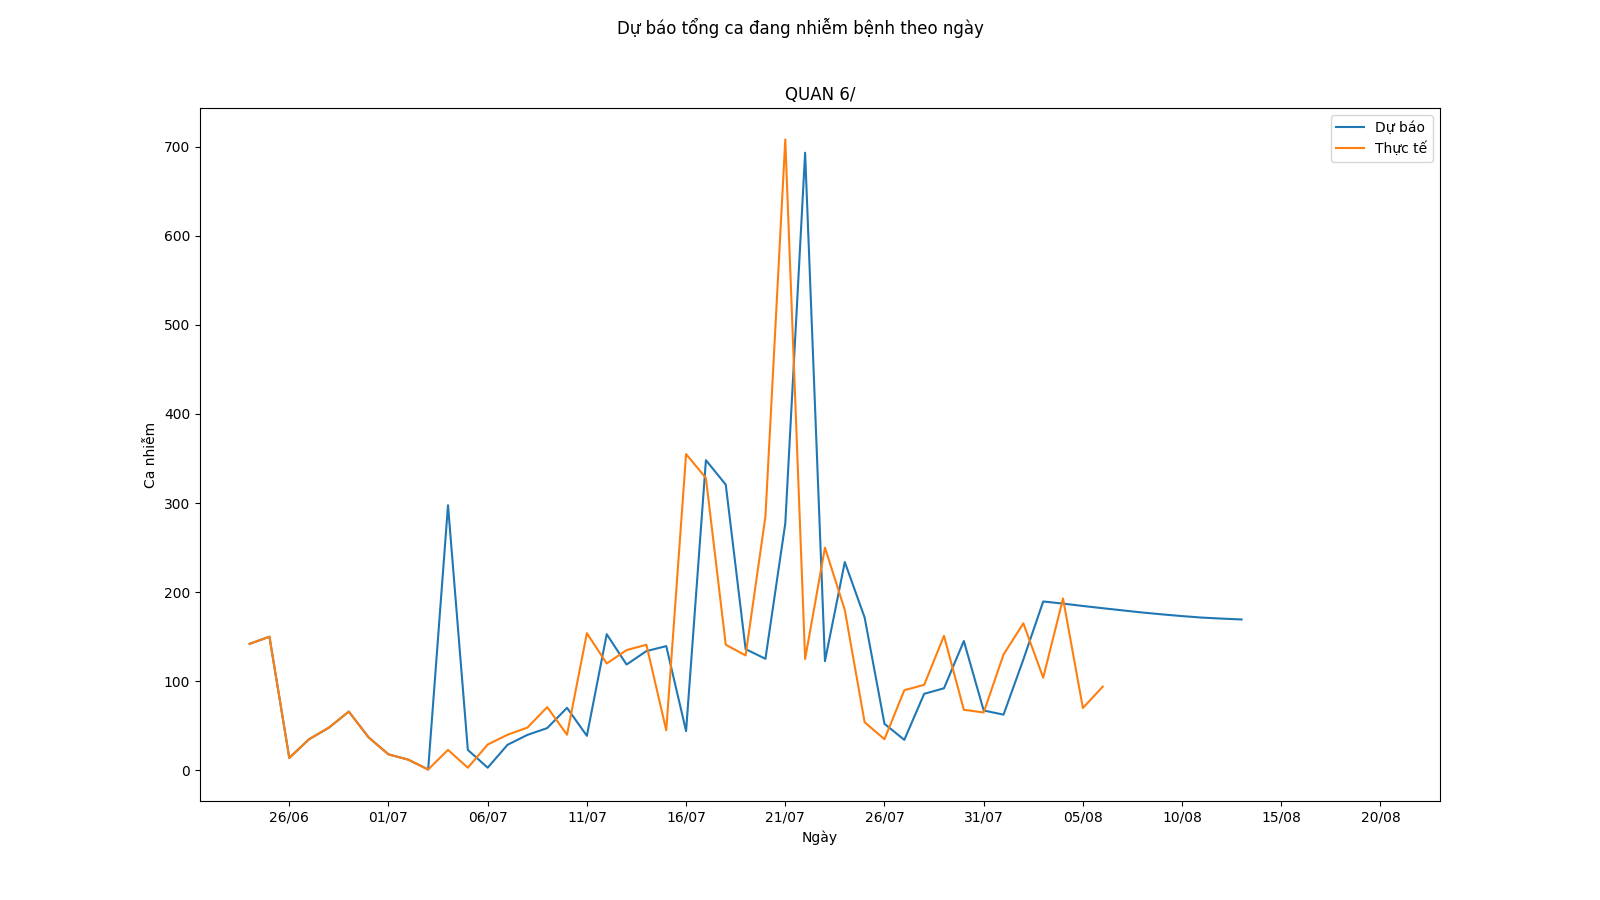 Dự báo tổng ca đang nhiễm bệnh theo ngày
QUAN 6/
Dự báo
Thực tế
700
600
500
400
300
200
100
0
Ca nhiễm
26/06 01/07 06/07 11/07 16/07 21/07 26/07 31/07 05/08 10/08 15/08 20/08
Ngày